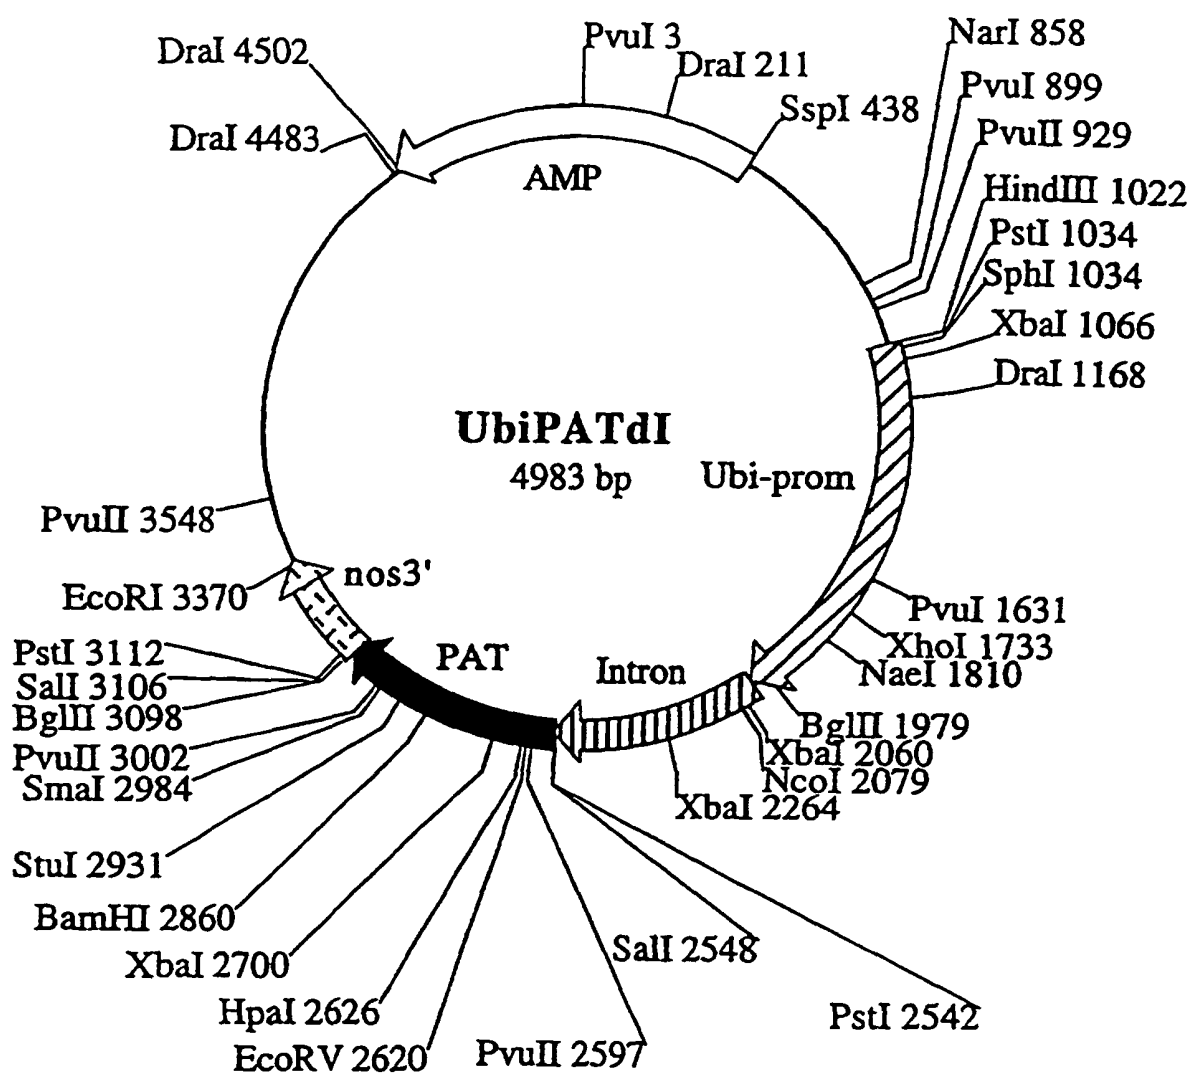 PvuI 3
DraI 211
SspI 438
NarI 858
PvuI 899
PvuII 929
HindIII 1022
PstI 1034
SphI 1034
XbaI 1066
DraI 1168
PvuI 1631
XhoI 1733
NaeI 1810
BglII 1979
XbaI 2060
NcoI 2079
XbaI 2264
PstI 2542
SalI 2548
PvuII 2597
EcoRV 2620
HpaI 2626
XbaI 2700
BamHI 2860
StuI 2931
SmaI 2984
PvuII 3002
BglII 3098
SalI 3106
PstI 3112
EcoRI 3370
PvuII 3548
DraI 4483
DraI 4502
AMP
UbiPATdI
4983 bp
Ubi-prom
Intron
PAT
nos3'